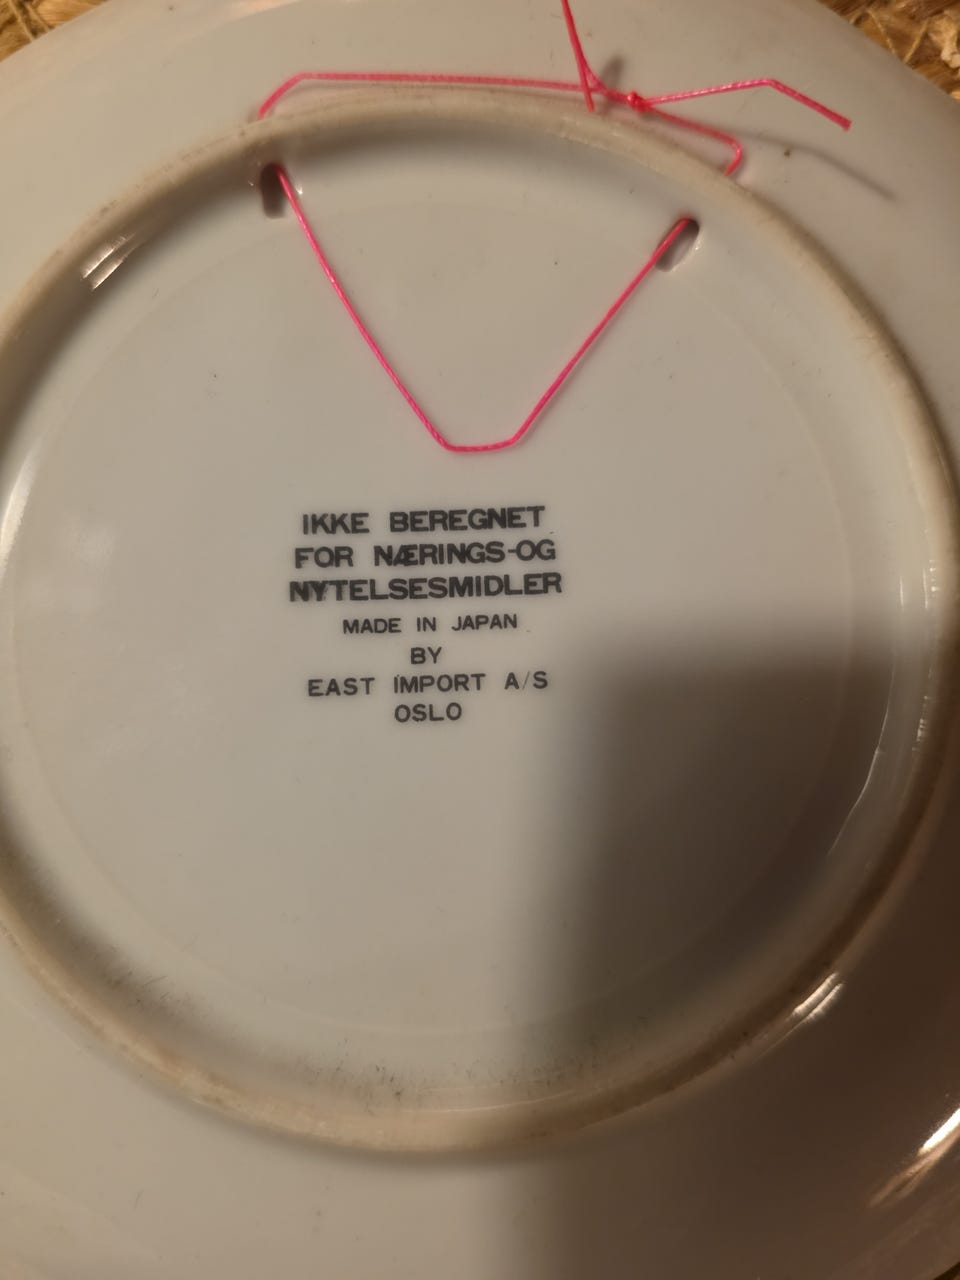 IKKE BEREGNET
FOR NÆRINGS-OG
NYTELSESMIDLER
MADE IN JAPAN
BY
EAST IMPORT A/S
OSLO